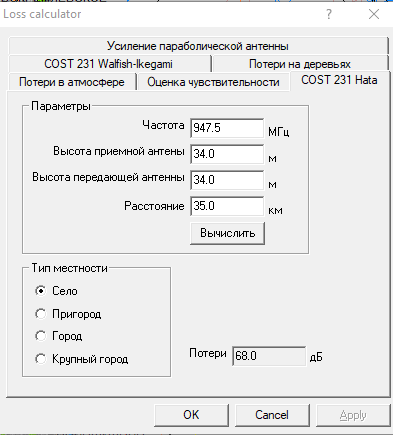 Loss calculator
Усиление параболической антенны
COST 231 Walfish-Ikegami Потери на деревьях
Потери в атмосфере Оценка чувствительности COST 231 Hata
Параметры
Частота 947.5 МГц
Высота приемной антены 34.0 м
Высота передающей антенны 34.0 м
Расстояние 35.0 км
Вычислить
Тип местности
Село
Пригород
Город
Крупный город
Потери 68.0 дБ
OK Cancel Apply